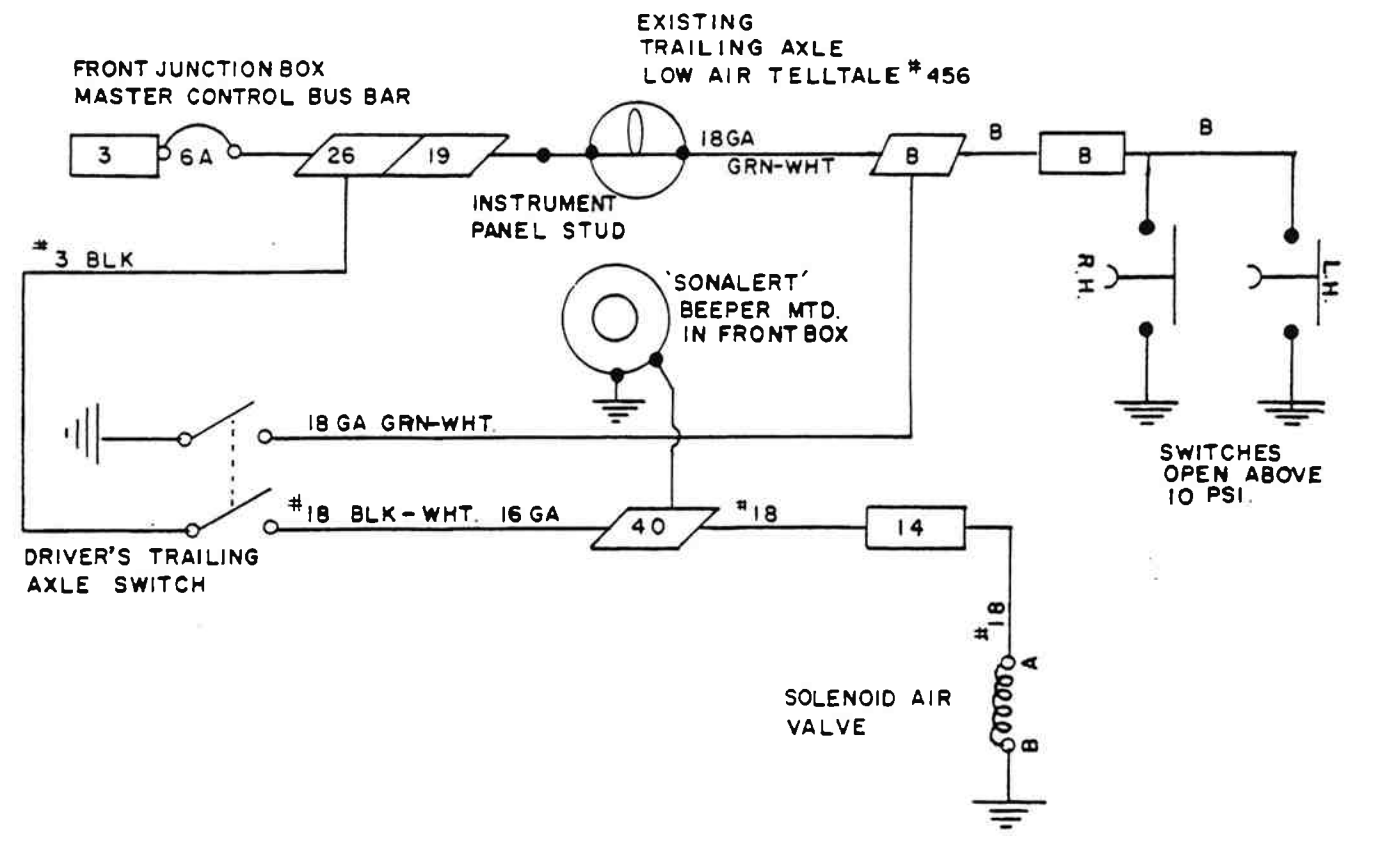 EXISTING
TRAILING AXLE
LOW AIR TELLTALE #456
FRONT JUNCTION BOX
MASTER CONTROL BUS BAR
3
6A
26
19
18GA
GRN-WHT
B
B
B
B
INSTRUMENT
PANEL STUD
#3 BLK
'SONALERT'
BEEPER MTD.
IN FRONT BOX
R.H.
L.H.
18 GA GRN-WHT.
SWITCHES
OPEN ABOVE
10 PSI.
#18 BLK-WHT. 16 GA
40
#18
14
DRIVER'S TRAILING
AXLE SWITCH
#18
A
SOLENOID AIR
VALVE
B